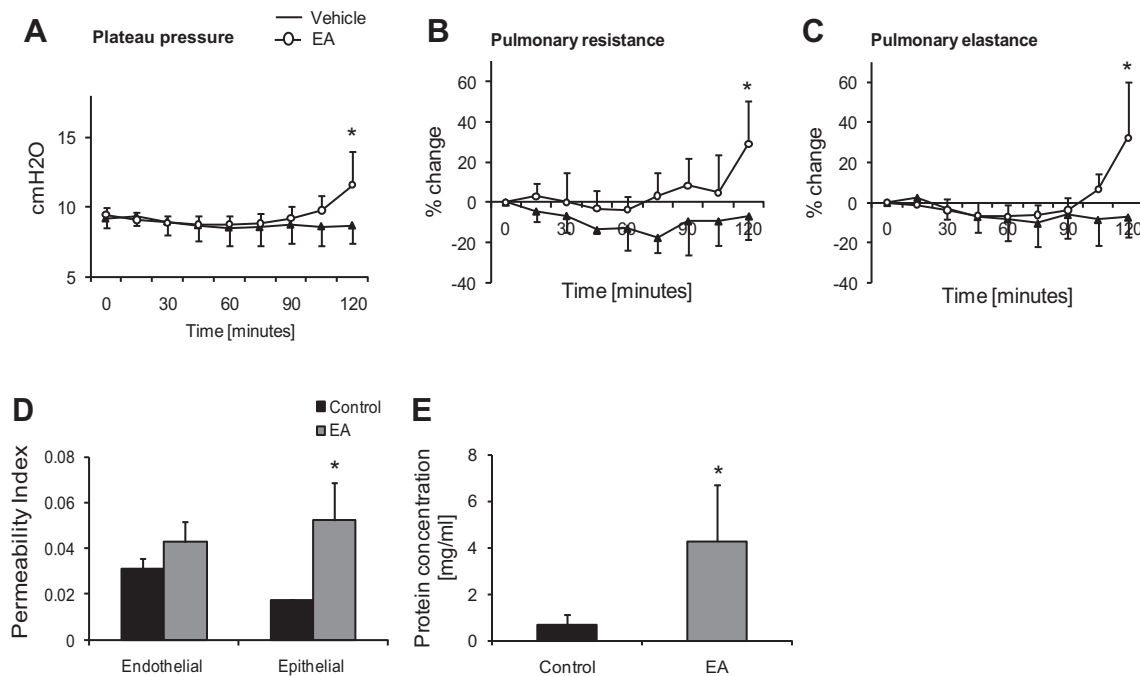 A
Plateau pressure
Vehicle
EA
cmH2O
15
10
5
*
0 30 60 90 120
Time [minutes]
B
Pulmonary resistance
% change
60
40
20
0
-20
-40
*
0 30 60 90 120
Time [minutes]
C
Pulmonary elastance
% change
60
40
20
0
-20
-40
*
0 30 60 90 120
Time [minutes]
D
Control
EA
Permeability Index
0.08
0.06
0.04
0.02
0
*
Endothelial Epithelial
E
Protein concentration
[mg/ml]
8
6
4
2
0
*
Control EA